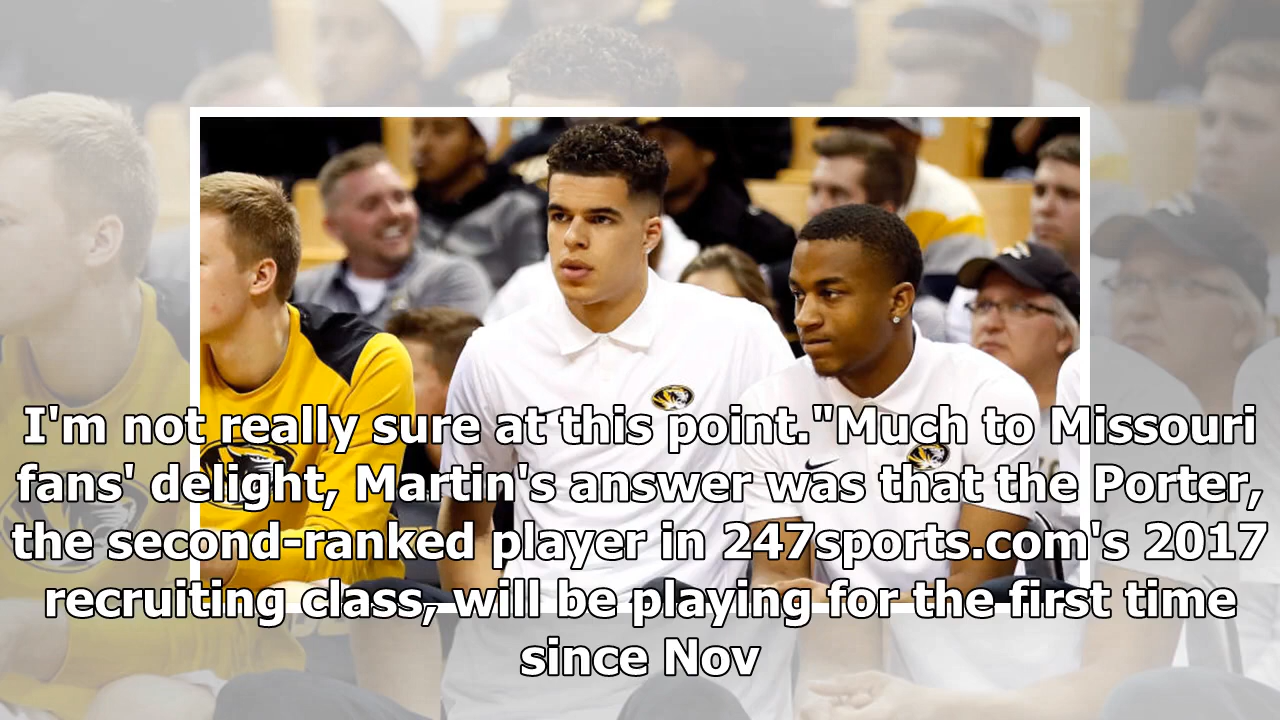 I'm not really sure at this point."Much to Missouri
fans' delight, Martin's answer was that the Porter,
the second-ranked player in 247sports.com's 2017
recruiting class, will be playing for the first time
since Nov